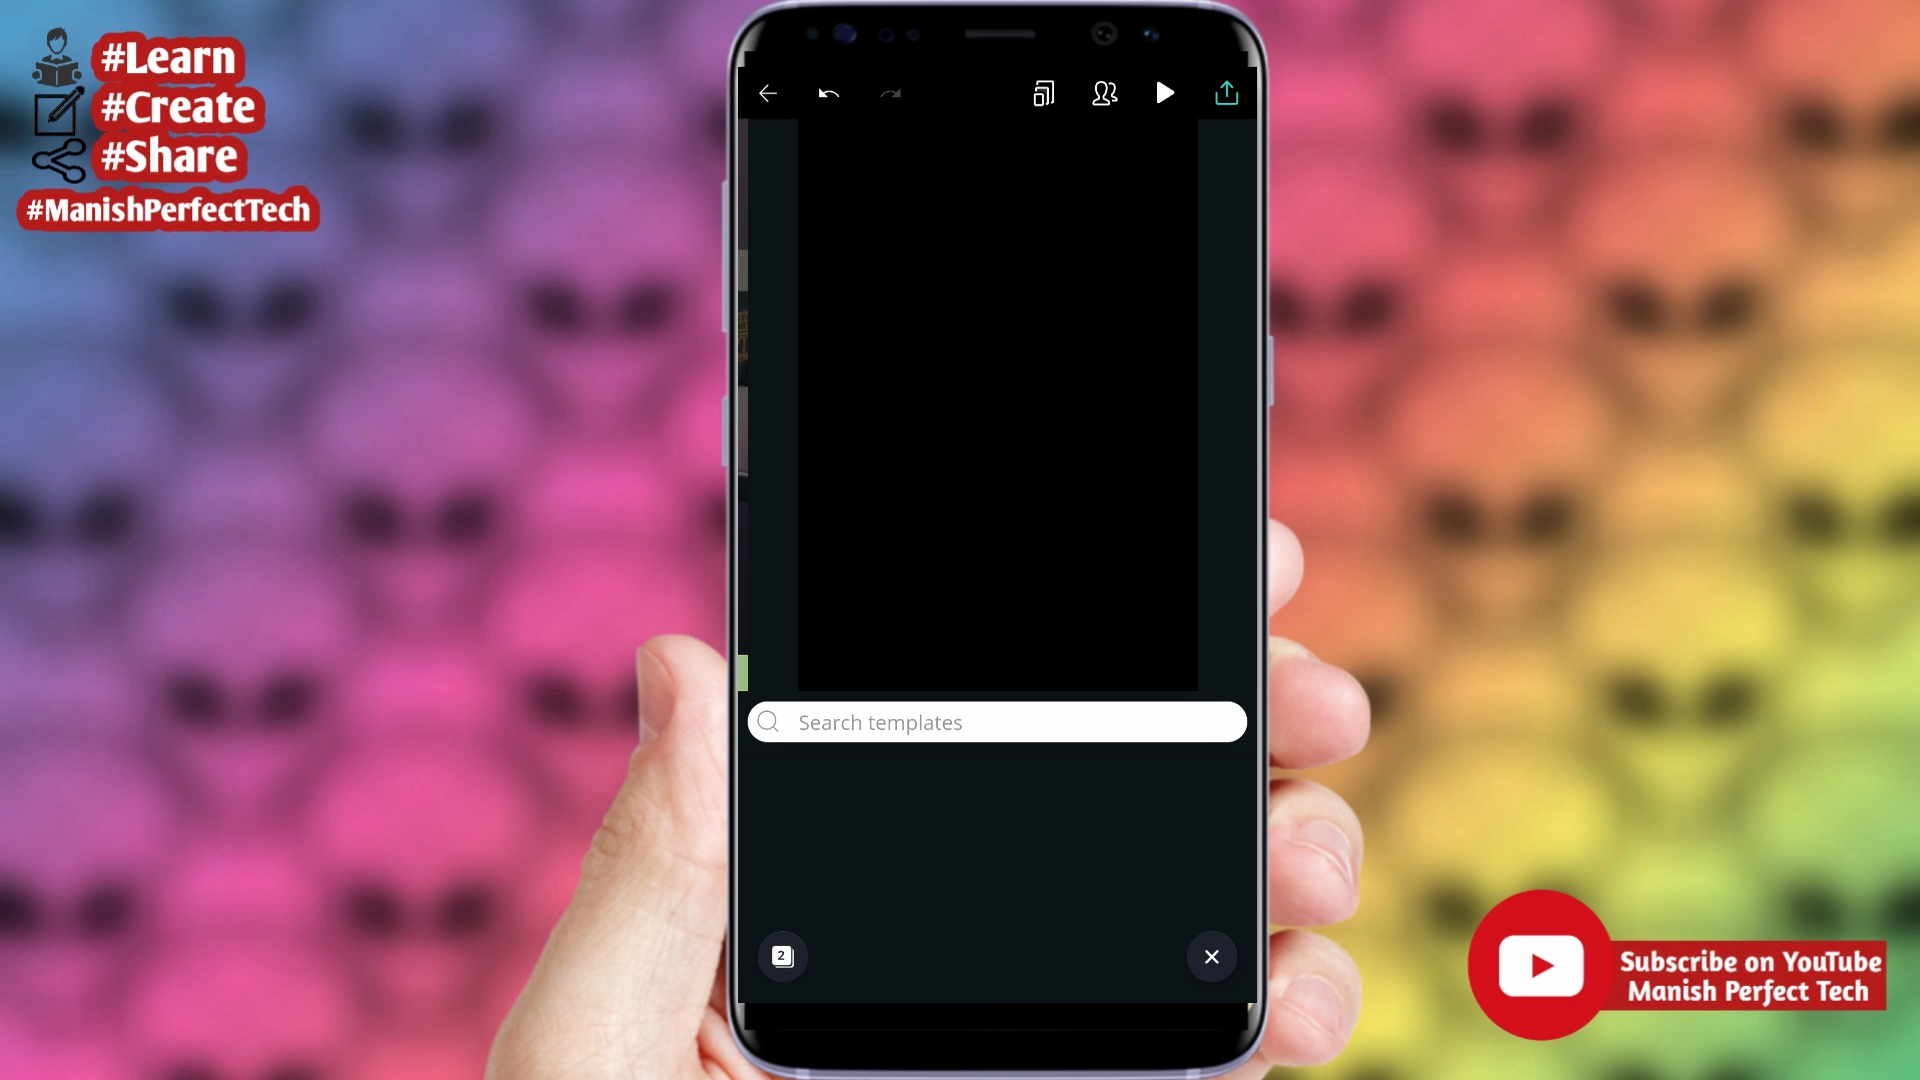 #Learn
#Create
#Share
#ManishPerfectTech
Search templates
2
Subscribe on YouTube
Manish Perfect Tech